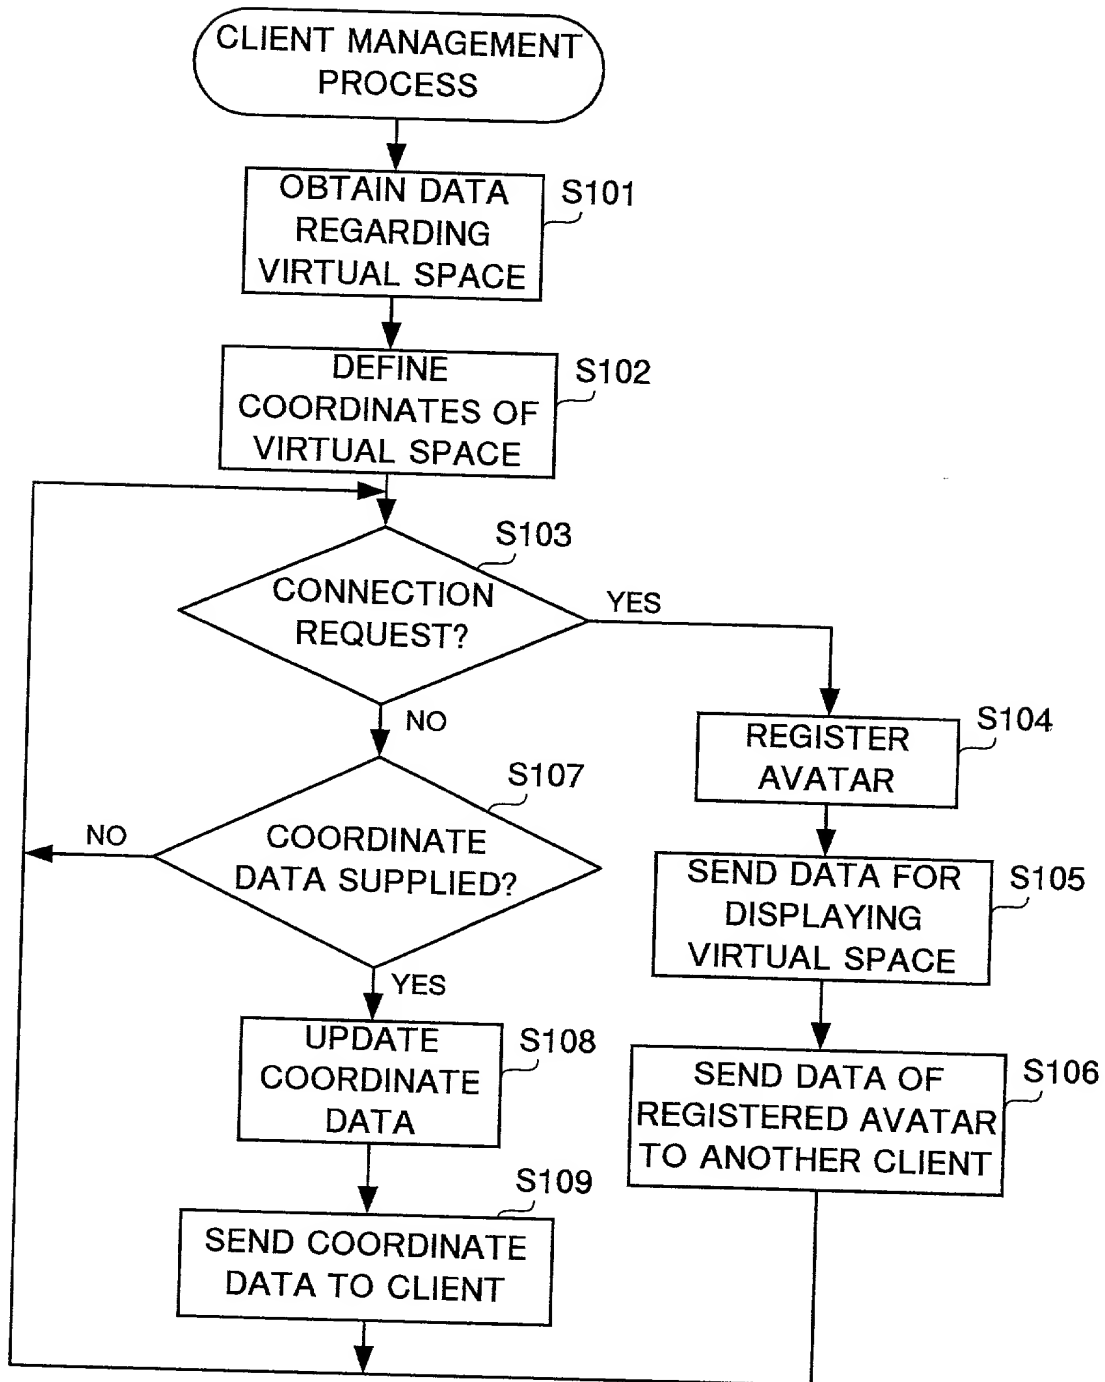 CLIENT MANAGEMENT
PROCESS
OBTAIN DATA
REGARDING
VIRTUAL SPACE
S101
DEFINE
COORDINATES OF
VIRTUAL SPACE
S102
S103
CONNECTION
REQUEST?
YES
NO
S104
REGISTER
AVATAR
S107
COORDINATE
DATA SUPPLIED?
NO
YES
SEND DATA FOR
DISPLAYING
VIRTUAL SPACE
S105
UPDATE
COORDINATE
DATA
S108
SEND DATA OF
REGISTERED AVATAR
TO ANOTHER CLIENT
S106
S109
SEND COORDINATE
DATA TO CLIENT